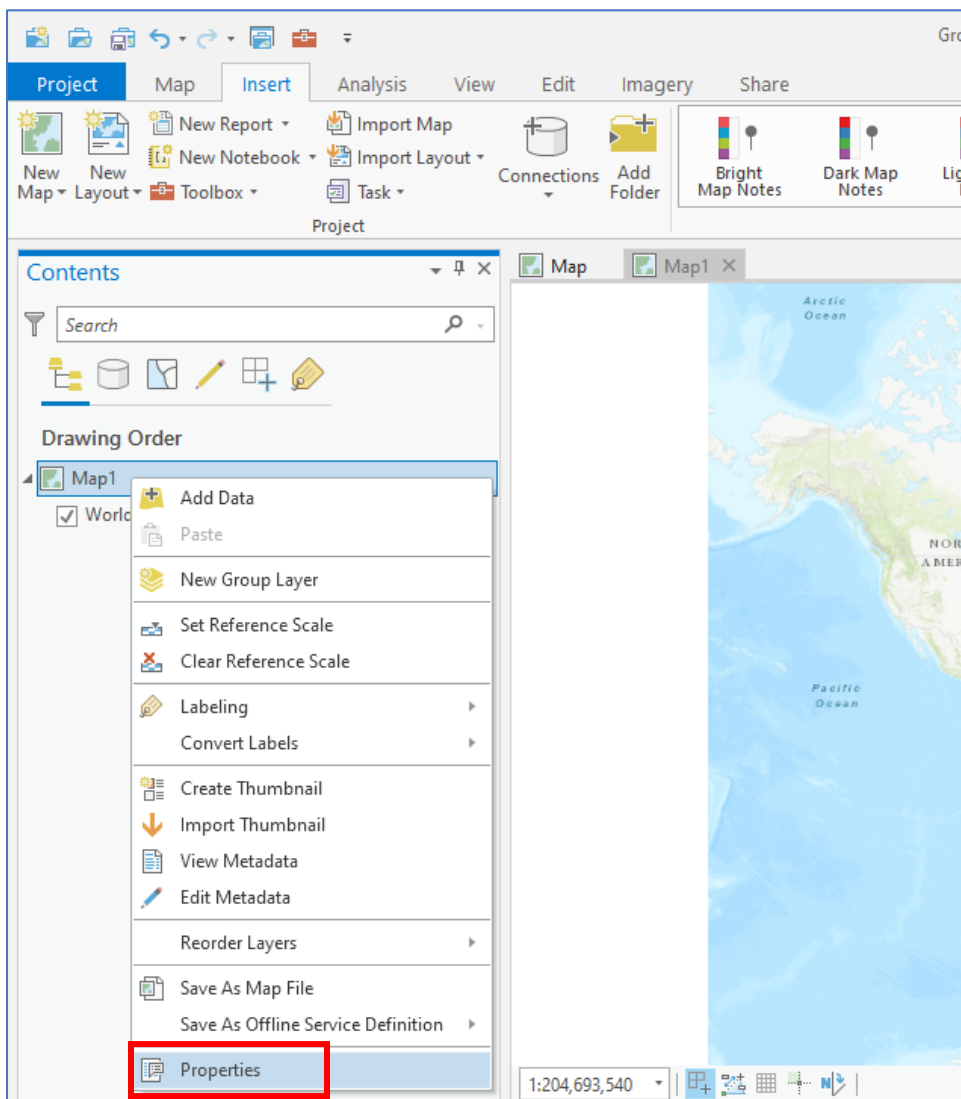 Gro
Project Map Insert Analysis View Edit Imagery Share
New Map
New Layout
New Report
New Notebook
Toolbox
Import Map
Import Layout
Task
Connections
Add Folder
Bright Map Notes
Dark Map Notes
Lig
Project
Contents
Map
Map1
Search
Drawing Order
Map1
World
Add Data
Paste
New Group Layer
Set Reference Scale
Clear Reference Scale
Labeling
Convert Labels
Create Thumbnail
Import Thumbnail
View Metadata
Edit Metadata
Reorder Layers
Save As Map File
Save As Offline Service Definition
Properties
Arctic
Ocean
NOR
AMER
Pacific
Ocean
1:204,693,540
N